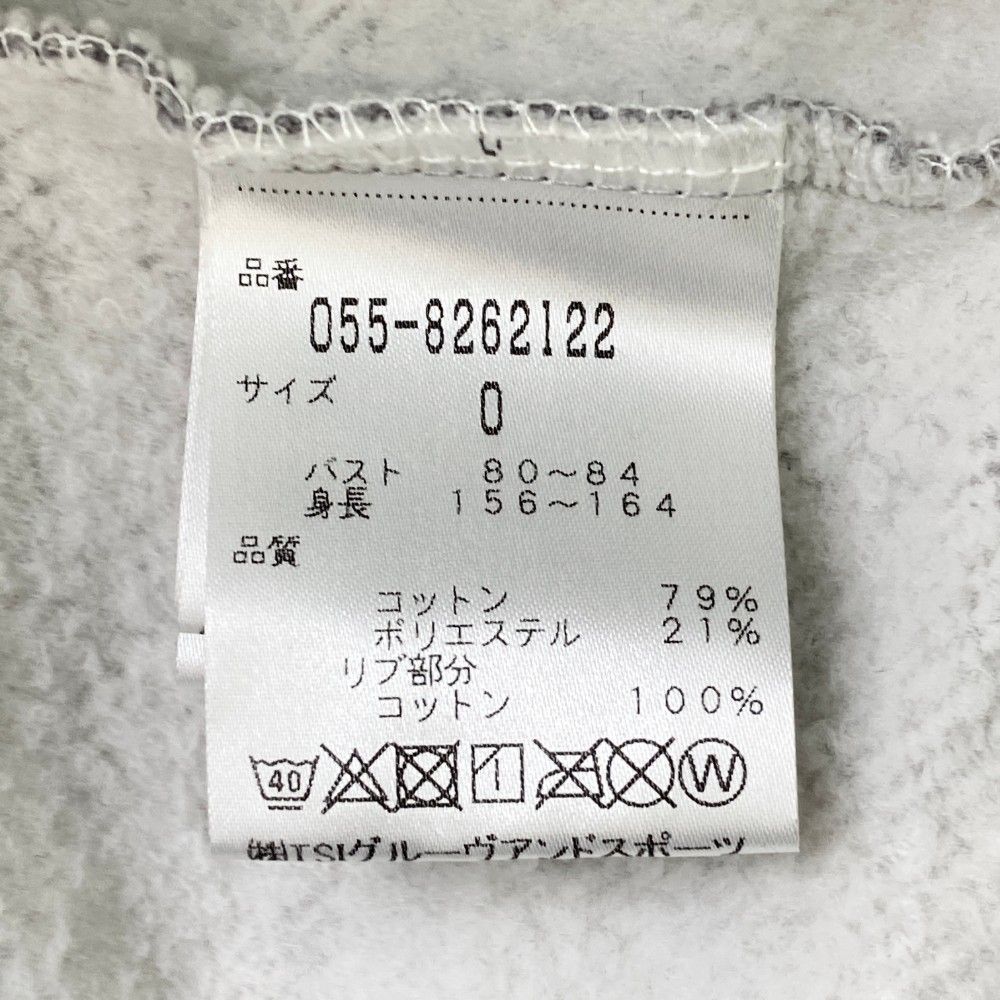 品番
055-8262122
サイズ
0
バスト 80〜84
身長 156〜164
品質
コットン 79%
ポリエステル 21%
リブ部分
コットン 100%
40 1 W
㈱TSIグルーヴアンドスポーツ